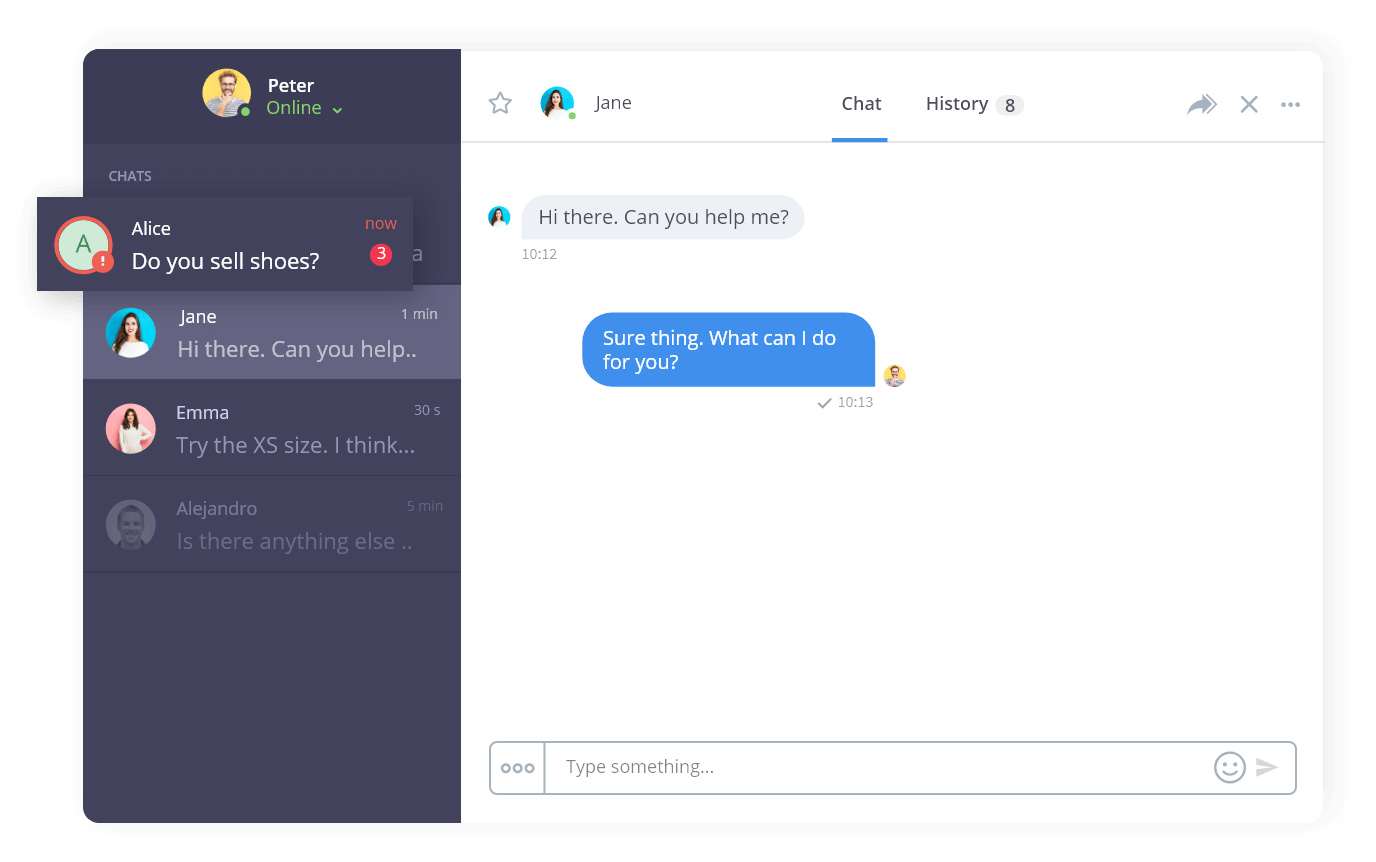 Peter
Online
CHATS
Alice
now
Do you sell shoes?
3
a
Jane
1 min
Hi there. Can you help..
Emma
30 s
Try the XS size. I think...
Alejandro
5 min
Is there anything else ..
Jane
Chat
History 8
Hi there. Can you help me?
10:12
Sure thing. What can I do
for you?
10:13
Type something...
A
!